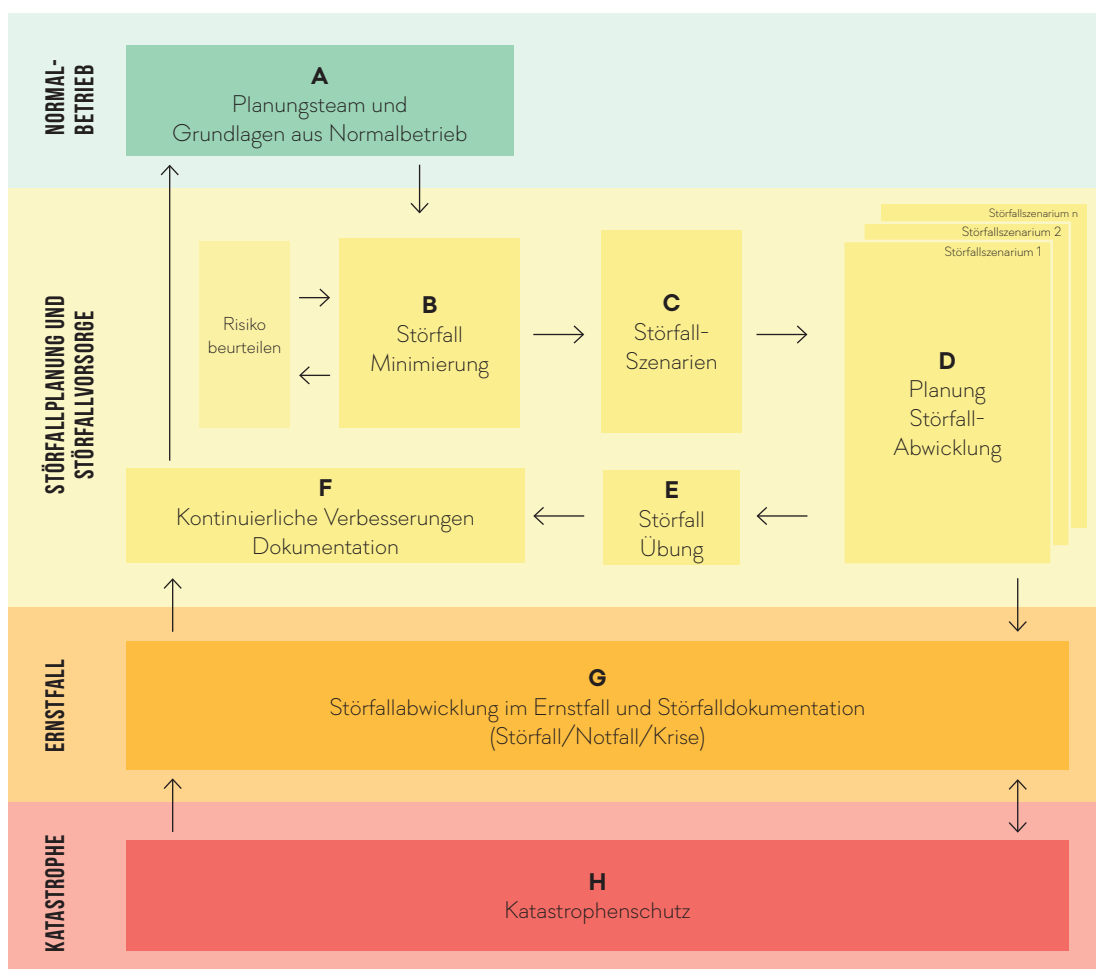 NORMAL-
BETRIEB
A
Planungsteam und
Grundlagen aus Normalbetrieb
STÖRFALLPLANUNG UND
STÖRFALLVORSORGE
Risiko
beurteilen
B
Störfall
Minimierung
C
Störfall-
Szenarien
Störfallszenarium n
Störfallszenarium 2
Störfallszenarium 1
D
Planung
Störfall-
Abwicklung
E
Störfall
Übung
F
Kontinuierliche Verbesserungen
Dokumentation
ERNSTFALL
G
Störfallabwicklung im Ernstfall und Störfalldokumentation
(Störfall/Notfall/Krise)
KATASTROPHE
H
Katastrophenschutz